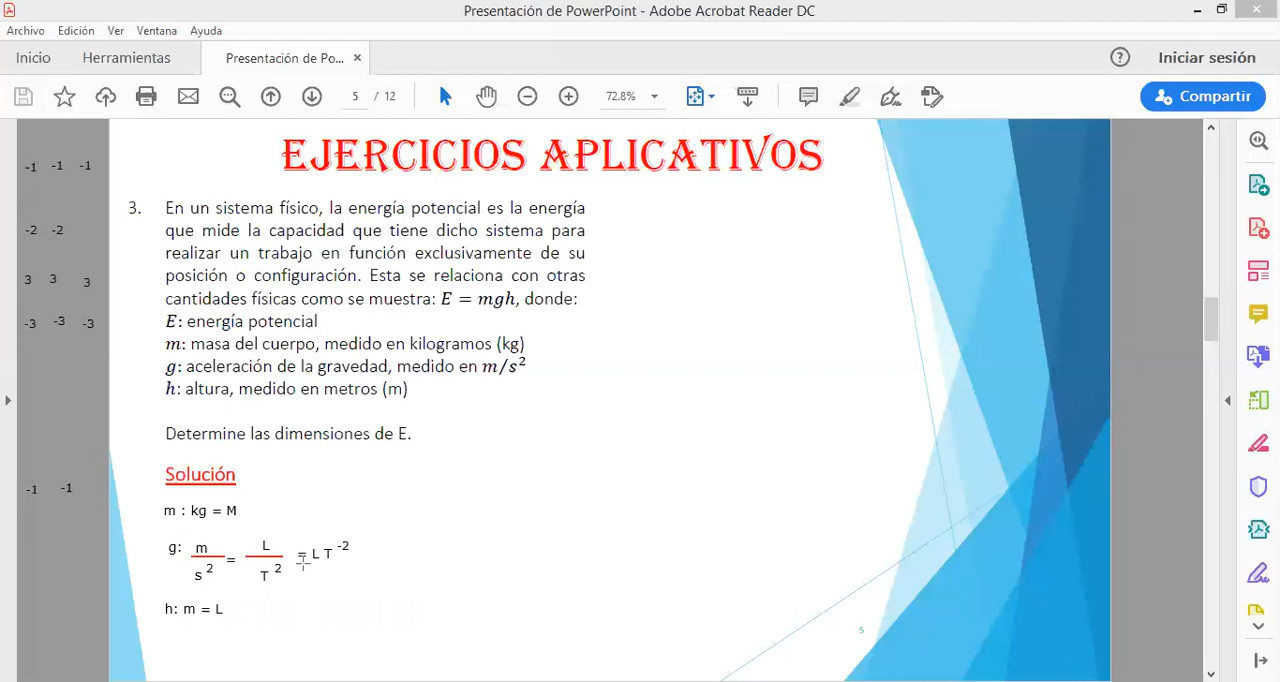 Presentación de PowerPoint - Adobe Acrobat Reader DC
Archivo Edición Ver Ventana Ayuda
Inicio Herramientas Presentación de Po... × ? Iniciar sesión
5 / 12 72.8% Compartir
EJERCICIOS APLICATIVOS
-1 -1 -1
-2 -2
3 3 3
-3 -3 -3
-1 -1
3. En un sistema físico, la energía potencial es la energía
que mide la capacidad que tiene dicho sistema para
realizar un trabajo en función exclusivamente de su
posición o configuración. Esta se relaciona con otras
cantidades físicas como se muestra: E = mgh, donde:
E: energía potencial
m: masa del cuerpo, medido en kilogramos (kg)
g: aceleración de la gravedad, medido en m/s²
h: altura, medido en metros (m)
Determine las dimensiones de E.
Solución
m : kg = M
g: m/s² = L/T² = L T⁻²
h: m = L
5